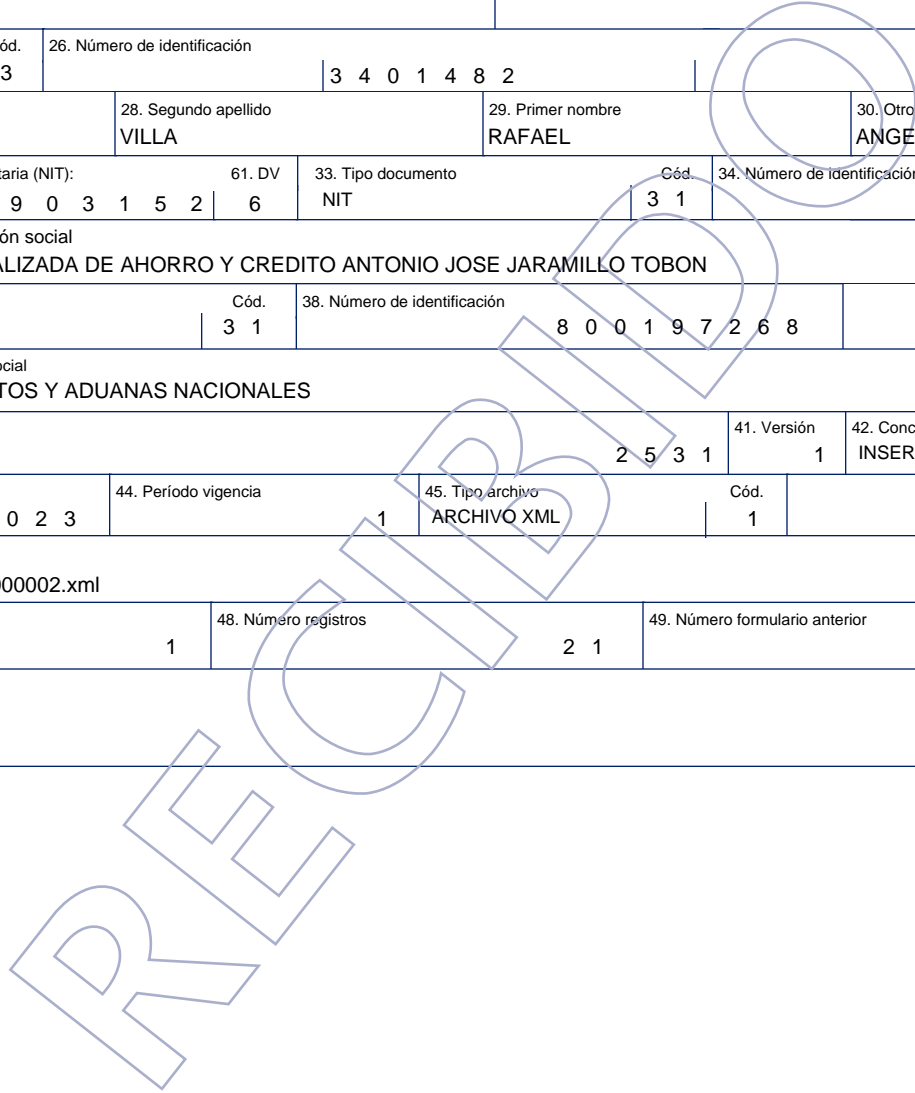 ód. 26. Número de identificación
3 3 4 0 1 4 8 2
28. Segundo apellido 29. Primer nombre 30. Otro
VILLA RAFAEL ANGE
taria (NIT): 61. DV 33. Tipo documento Cód. 34. Número de identificación
9 0 3 1 5 2 6 NIT 3 1
ón social
ALIZADA DE AHORRO Y CREDITO ANTONIO JOSE JARAMILLO TOBON
Cód. 38. Número de identificación
3 1 8 0 0 1 9 7 2 6 8
ocial
TOS Y ADUANAS NACIONALES
41. Versión 42. Conc
2 5 3 1 1 INSER
44. Período vigencia 45. Tipo archivo Cód.
0 2 3 1 ARCHIVO XML 1
000002.xml
48. Número registros 49. Número formulario anterior
1 2 1
RECIBIDO